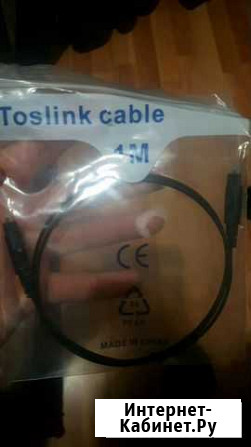 Toslink cable
1M
CE
MADE IN CHINA
Интернет-
Кабинет.Ру